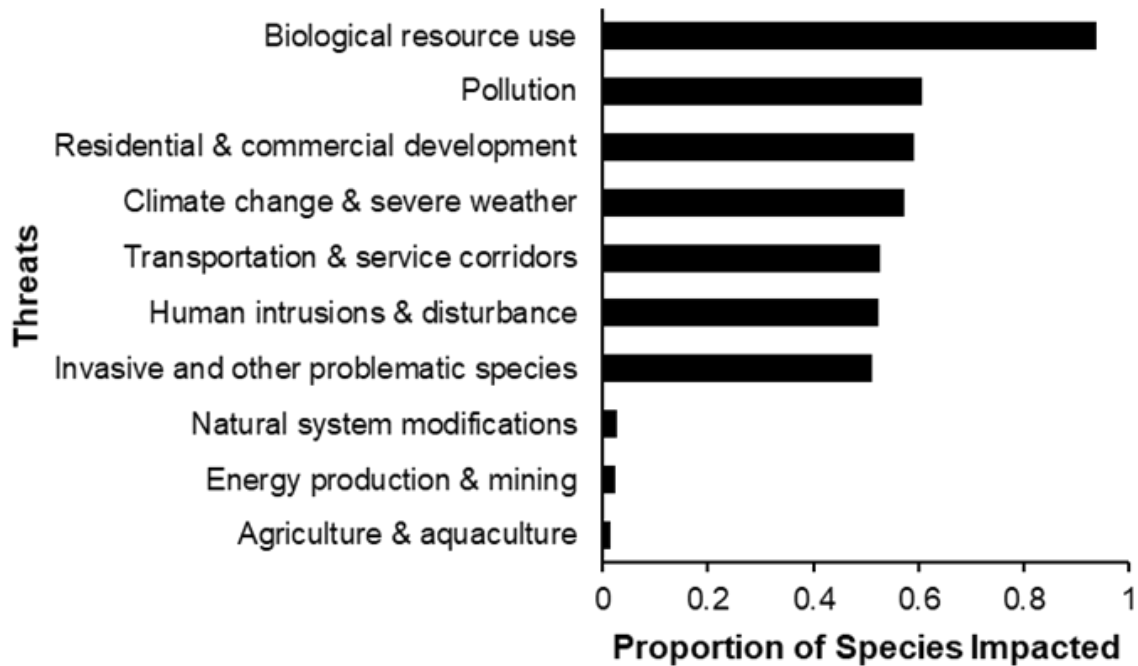 Threats
Biological resource use
Pollution
Residential & commercial development
Climate change & severe weather
Transportation & service corridors
Human intrusions & disturbance
Invasive and other problematic species
Natural system modifications
Energy production & mining
Agriculture & aquaculture
0 0.2 0.4 0.6 0.8 1
Proportion of Species Impacted